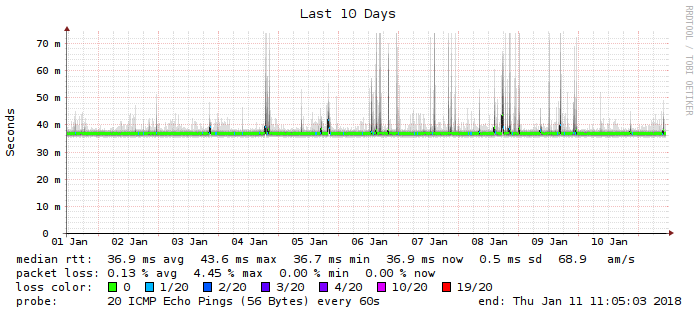 Last 10 Days
RRDTOOL / TOBI OETIKER
Seconds
70 m
60 m
50 m
40 m
30 m
20 m
10 m
0
01 Jan 02 Jan 03 Jan 04 Jan 05 Jan 06 Jan 07 Jan 08 Jan 09 Jan 10 Jan
median rtt: 36.9 ms avg 43.6 ms max 36.7 ms min 36.9 ms now 0.5 ms sd 68.9 am/s
packet loss: 0.13 % avg 4.45 % max 0.00 % min 0.00 % now
loss color: 0 1/20 2/20 3/20 4/20 10/20 19/20
probe: 20 ICMP Echo Pings (56 Bytes) every 60s end: Thu Jan 11 11:05:03 2018